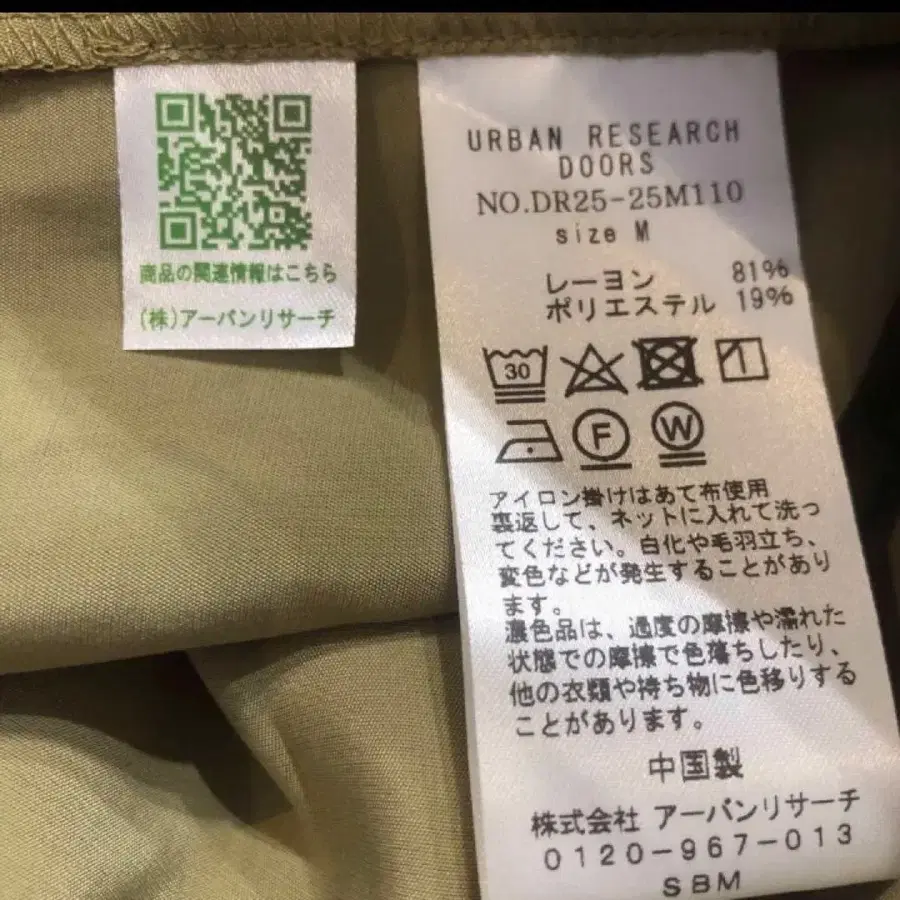 商品の関連情報はこちら
(株)アーバンリサーチ
URBAN RESEARCH
DOORS
NO.DR25-25M110
size M
レーヨン 81%
ポリエステル 19%
30
F
W
アイロン掛けはあて布使用
裏返して、ネットに入れて洗っ
てください。白化や毛羽立ち、
変色などが発生することがあり
ます。
濃色品は、過度の摩擦や濡れた
状態での摩擦で色落ちしたり、
他の衣類や持ち物に色移りする
ことがあります。
中国製
株式会社 アーバンリサーチ
0120-967-013
SBM